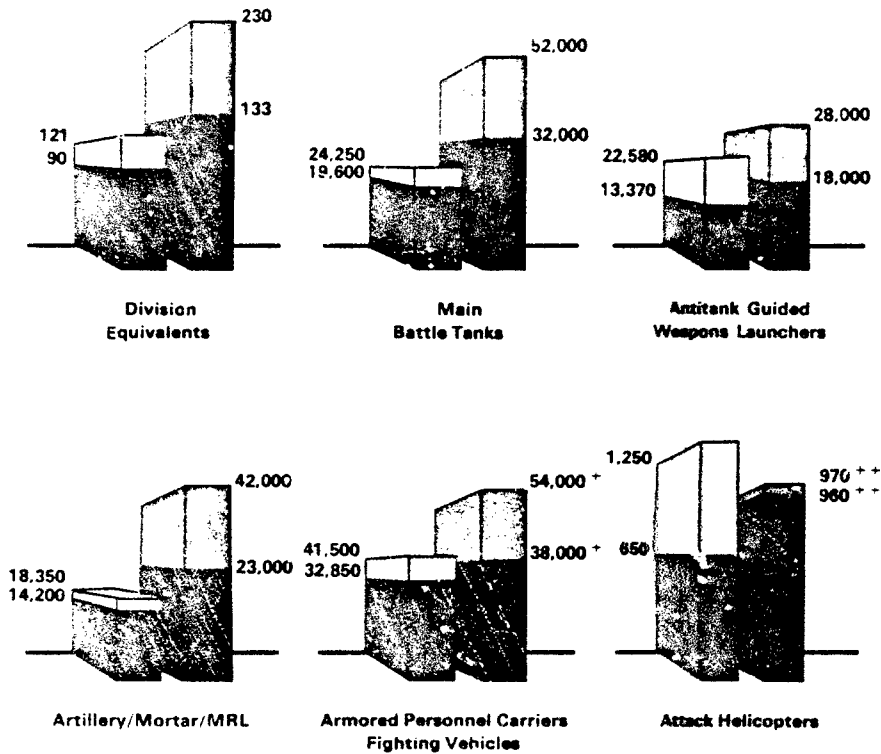 230
133
121
90
Division
Equivalents
52,000
32,000
24,250
19,600
Main
Battle Tanks
28,000
22,580
18,000
13,370
Antitank Guided
Weapons Launchers
42,000
23,000
18,350
14,200
Artillery/Mortar/MRL
54,000 +
41,500
38,000 +
32,850
Armored Personnel Carriers
Fighting Vehicles
1,250
970 ++
960 ++
650
Attack Helicopters